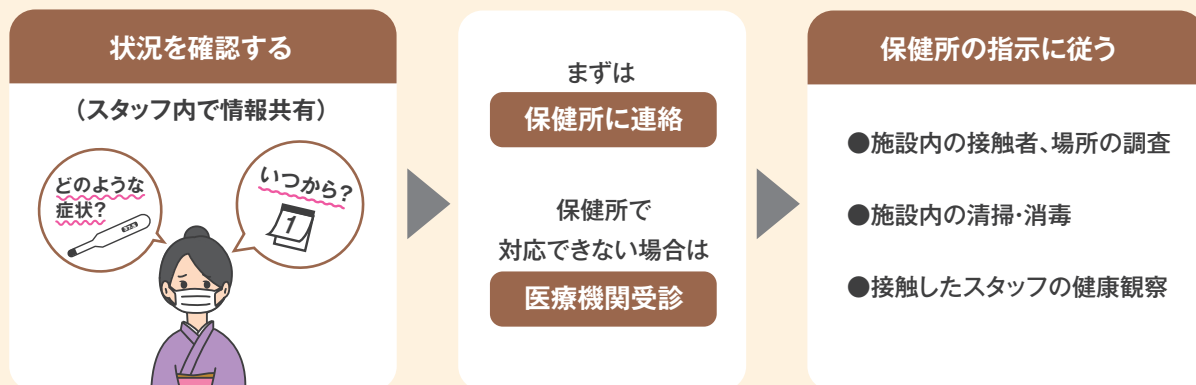 状況を確認する
（スタッフ内で情報共有）
どのような
症状？
いつから？
1
まずは
保健所に連絡
保健所で
対応できない場合は
医療機関受診
保健所の指示に従う
●施設内の接触者、場所の調査
●施設内の清掃・消毒
●接触したスタッフの健康観察